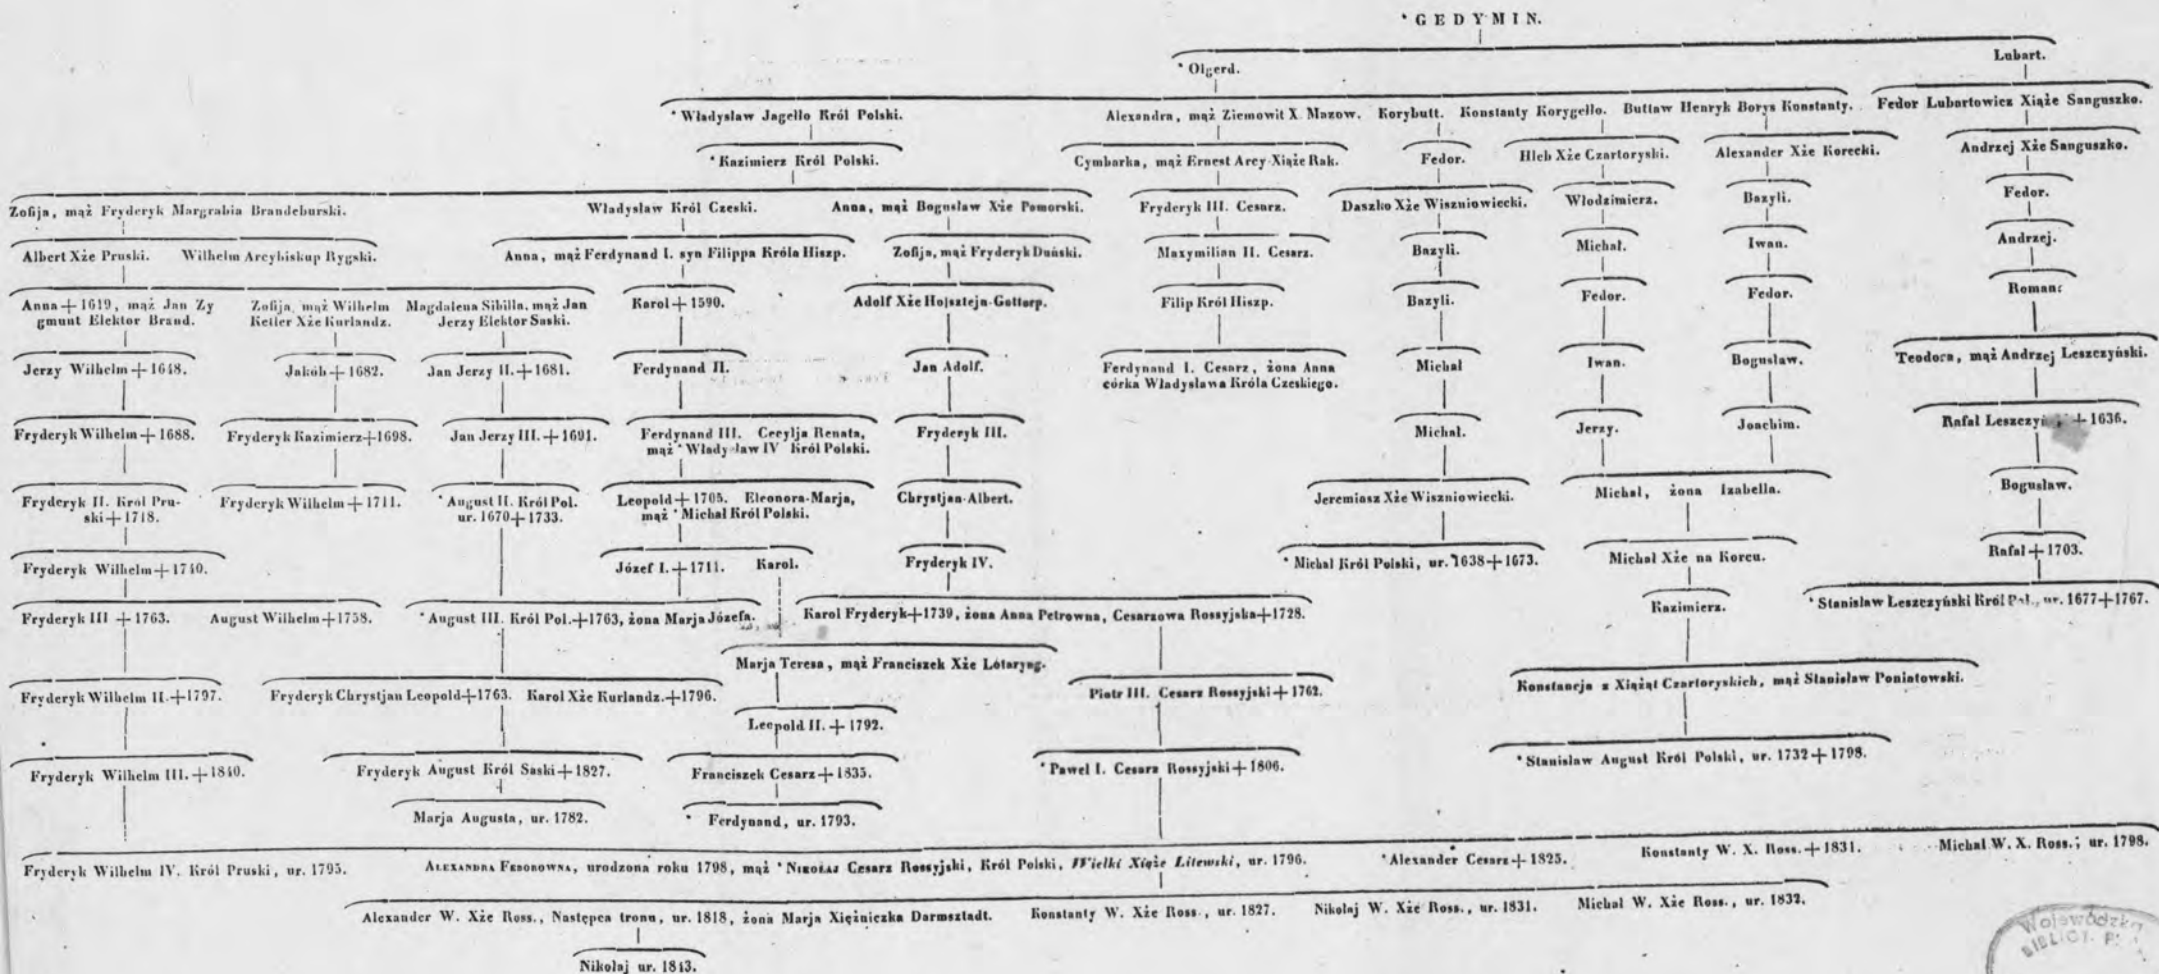 * GEDYMIN.
* Olgerd. Lubart.
* Władysław Jagełło Król Polski. Alexandra, mąż Ziemowit X. Mazow. Korybutt. Konstanty Korygełło. Buttaw Henryk Borys Konstanty. Fedor Lubortowicz Xiąże Sanguszko.
* Kazimierz Król Polski. Cymbarka, mąż Ernest Arcy-Xiąże Rak. Fedor. Hleb Xże Czartoryski. Alexander Xże Korecki. Andrzej Xże Sanguszko.
Zofija, mąż Fryderyk Margrabia Brandeburski. Władysław Król Czeski. Anna, mąż Bogusław Xże Pomorski. Fryderyk III. Cesarz. Daszko Xże Wiszniowiecki. Włodzimierz. Bazyli. Fedor.
Albert Xże Pruski. Wilhelm Arcybiskup Rygski. Anna, mąż Ferdynand I. syn Filippa Króla Hiszp. Zofija, mąż Fryderyk Duński. Maxymilian II. Cesarz. Bazyli. Michał. Iwan. Andrzej.
Anna + 1619, mąż Jan Zy
gmunt Elektor Brand.
Zofija, mąż Wilhelm
Ketler Xże Kurlandz.
Magdalena Sibilla, mąż Jan
Jerzy Elektor Saski.
Karol + 1590. Adolf Xże Holsztejn-Gottorp. Filip Król Hiszp. Bazyli. Fedor. Fedor. Roman.
Jerzy Wilhelm + 1648. Jakób + 1682. Jan Jerzy II. + 1681. Ferdynand II. Jan Adolf.
Ferdynand I. Cesarz, żona Anna
córka Władysława Króla Czeskiego.
Michał Iwan. Bogusław. Teodora, mąż Andrzej Leszczyński.
Fryderyk Wilhelm + 1688. Fryderyk Kazimierz + 1698. Jan Jerzy III. + 1691.
Ferdynand III. Cecylja Renata,
mąż * Władysław IV Król Polski.
Fryderyk III. Michał. Jerzy. Joachim. Rafał + 1636.
Fryderyk II. Król Pru-
ski + 1718.
Fryderyk Wilhelm + 1711.
* August II. Król Pol.
ur. 1670 + 1733.
Leopold + 1705. Eleonora-Marja,
mąż * Michał Król Polski.
Chrystjan-Albert. Jeremiasz Xże Wiszniowiecki. Michał, żona Izabella. Bogusław.
Fryderyk Wilhelm + 1740. Józef I. + 1711. Karol. Fryderyk IV. * Michał Król Polski, ur. 1638 + 1673. Michał Xże na Korcu. Rafał + 1703.
Fryderyk III + 1763. August Wilhelm + 1758. * August III. Król Pol. + 1763, żona Marja Józefa. Karol Fryderyk + 1739, żona Anna Petrowna, Cesarzowa Rossyjska + 1728. Kazimierz. * Stanisław Leszczyński Król Pol., ur. 1677 + 1767.
Marja Teresa, mąż Franciszek Xże Lótaryng.
Fryderyk Wilhelm II. + 1797. Fryderyk Chrystjan Leopold + 1763. Karol Xże Kurlandz. + 1796. Piotr III. Cesarz Rossyjski + 1762. Konstancja z Xiążąt Czartoryskich, mąż Stanisław Poniatowski.
Leopold II. + 1792.
Fryderyk Wilhelm III. + 1840. Fryderyk August Król Saski + 1827. Franciszek Cesarz + 1835. * Paweł I. Cesarz Rossyjski + 1806. * Stanisław August Król Polski, ur. 1732 + 1798.
Marja Augusta, ur. 1782. * Ferdynand, ur. 1793.
Fryderyk Wilhelm IV. Król Pruski, ur. 1795. ALEXANDRA FEDOROWNA, urodzona roku 1798, mąż * NIKOŁAJ Cesarz Rossyjski, Król Polski, Wielki Xiąże Litewski, ur. 1796. * Alexander Cesarz + 1825. Konstanty W. X. Ross. + 1831. Michał W. X. Ross.; ur. 1798.
Alexander W. Xże Ross., Następca tronu, ur. 1818, żona Marja Xiężniczka Darmsztadt. Konstanty W. Xże Ross., ur. 1827. Nikołaj W. Xże Ross., ur. 1831. Michał W. Xże Ross., ur. 1832.
Nikołaj ur. 1843.
Wojewódzka